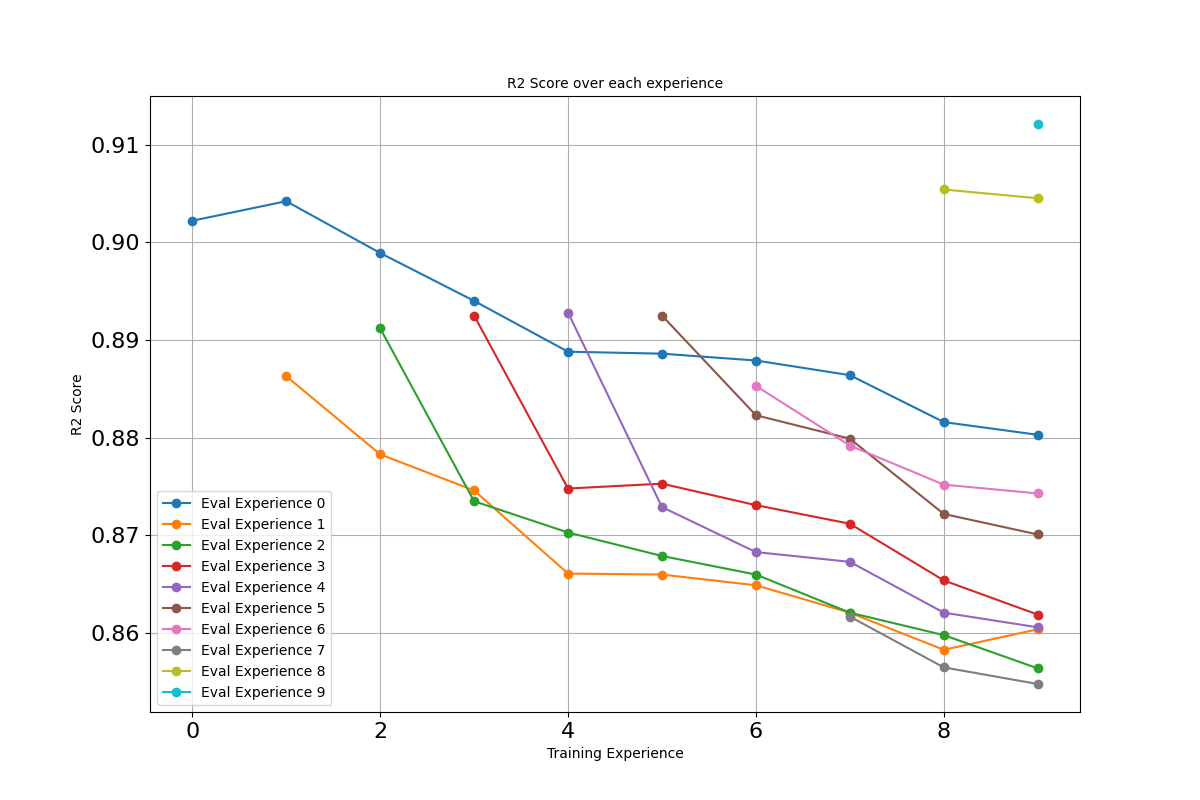 R2 Score over each experience
0.91
0.90
0.89
0.88
0.87
0.86
R2 Score
Eval Experience 0
Eval Experience 1
Eval Experience 2
Eval Experience 3
Eval Experience 4
Eval Experience 5
Eval Experience 6
Eval Experience 7
Eval Experience 8
Eval Experience 9
0 2 4 6 8
Training Experience